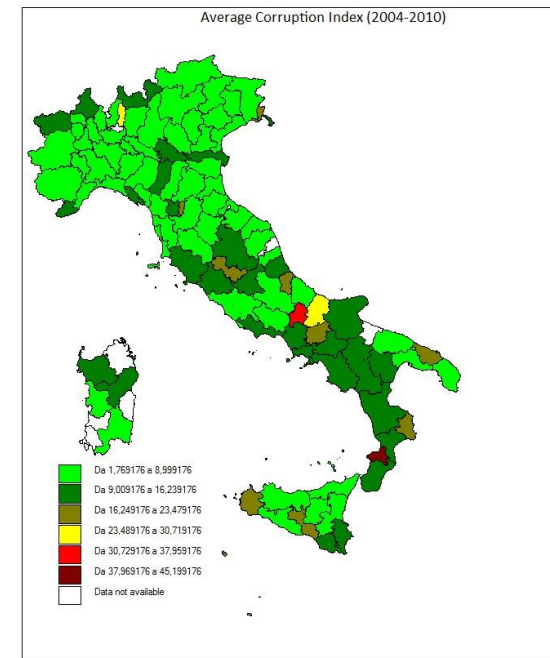 Average Corruption Index (2004-2010)
Da 1,769176 a 8,999176
Da 9,009176 a 16,239176
Da 16,249176 a 23,479176
Da 23,489176 a 30,719176
Da 30,729176 a 37,959176
Da 37,969176 a 45,199176
Data not available